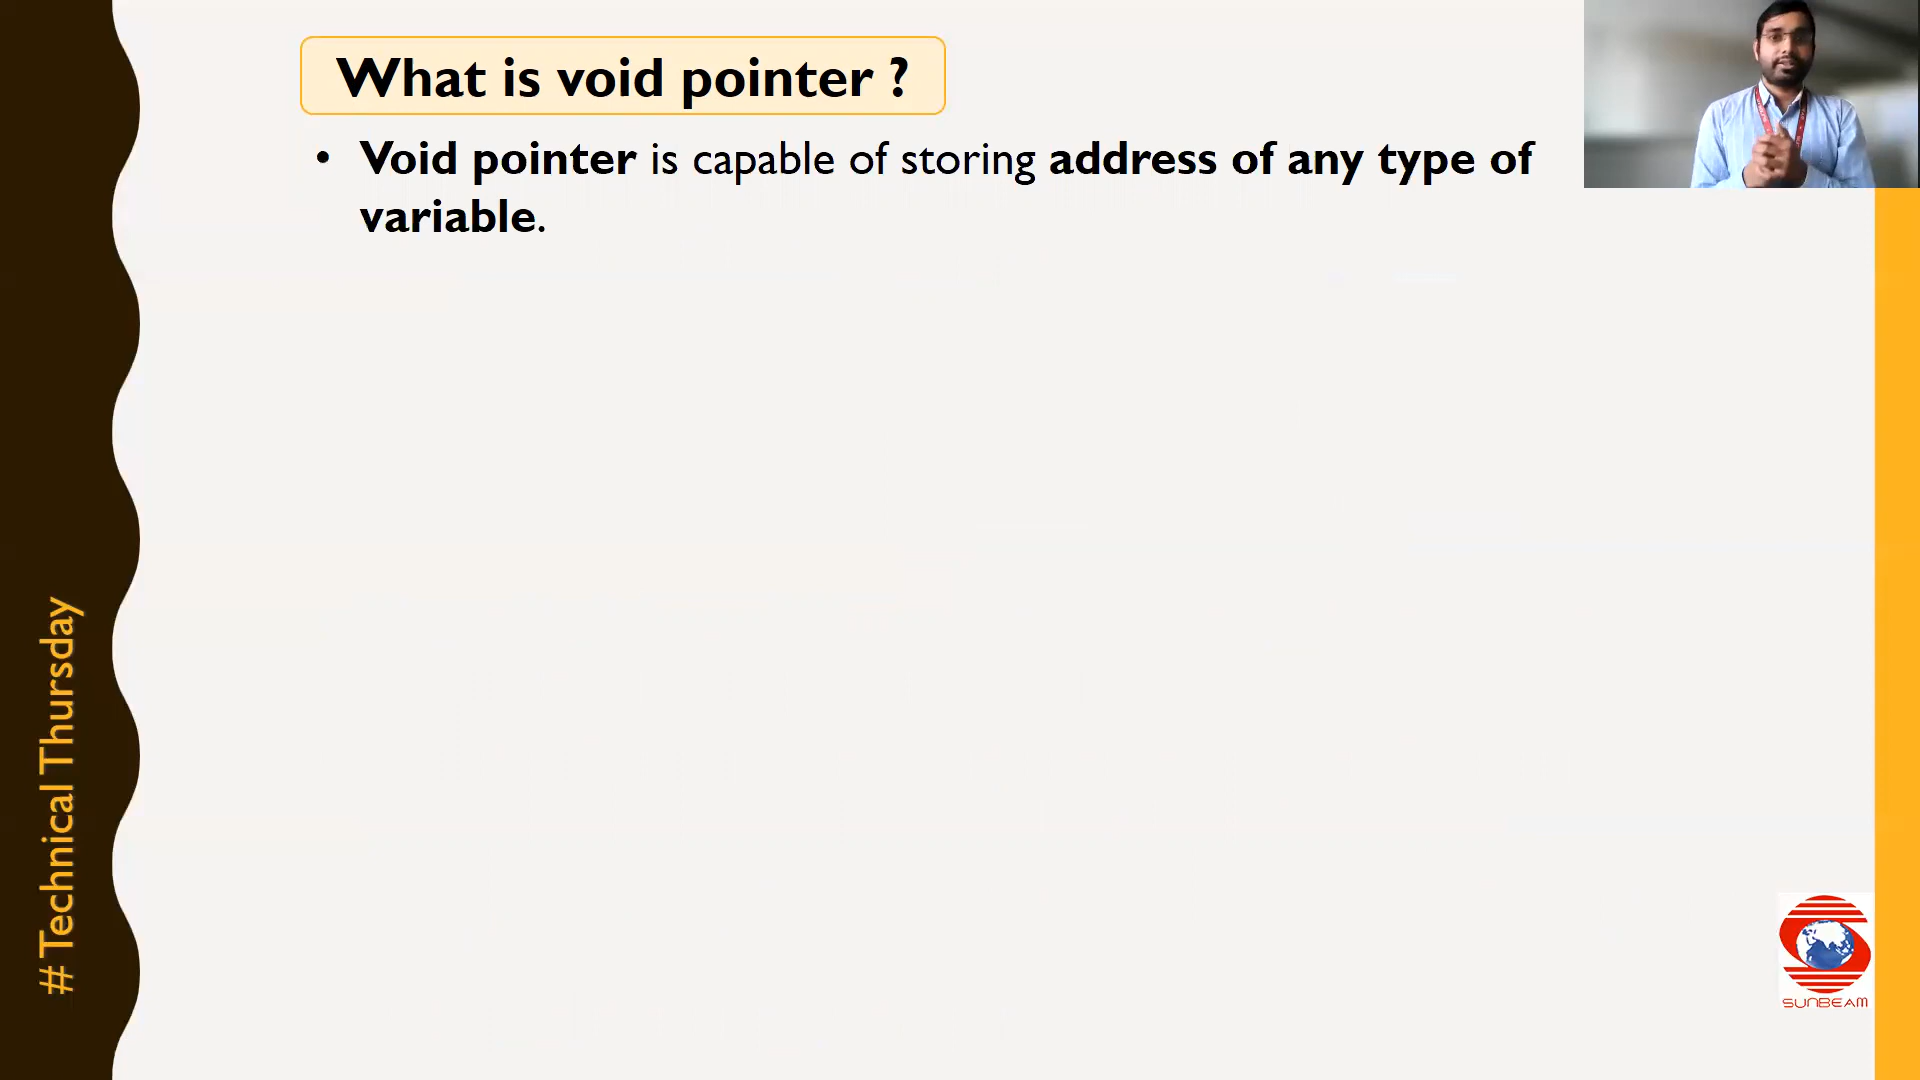 What is void pointer ?
• Void pointer is capable of storing address of any type of
variable.
#Technical Thursday
SUNBEAM